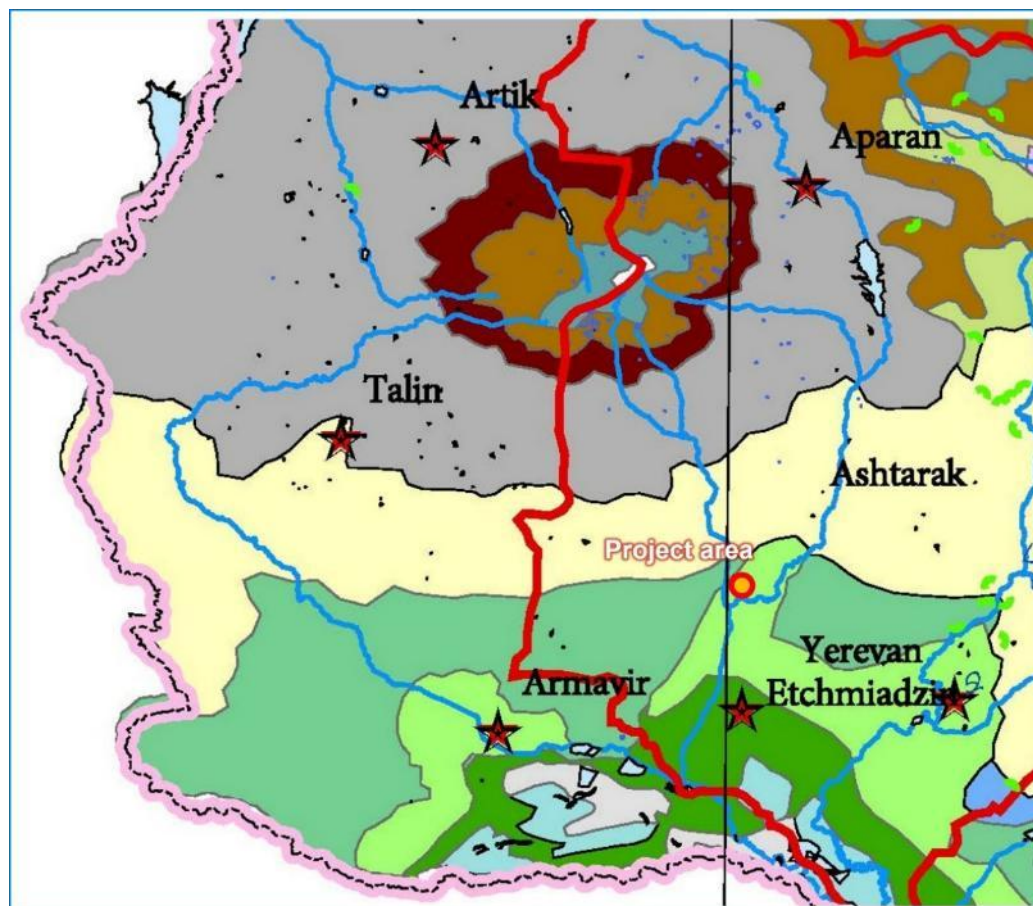 Artik
Aparan
Talin
Ashtarak
Project area
Yerevan
Armavir
Etchmiadzin